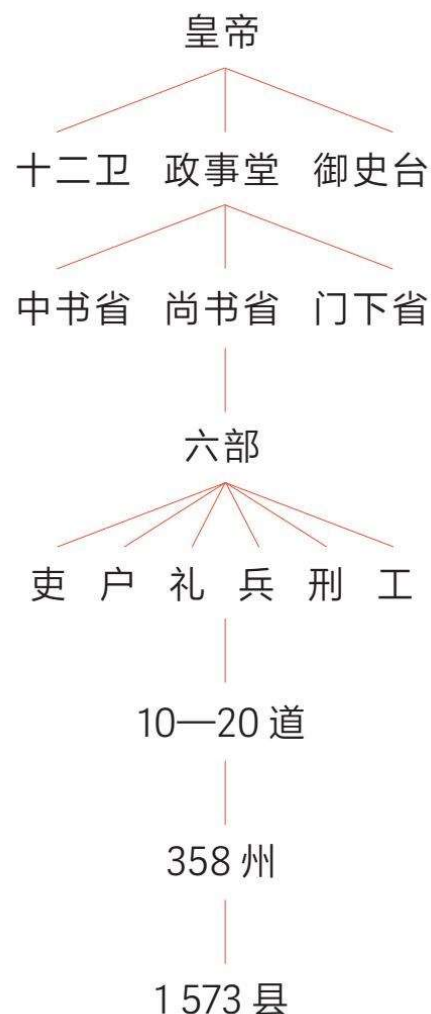 皇帝
十二卫 政事堂 御史台
中书省 尚书省 门下省
六部
吏 户 礼 兵 刑 工
10—20 道
358 州
1 573 县